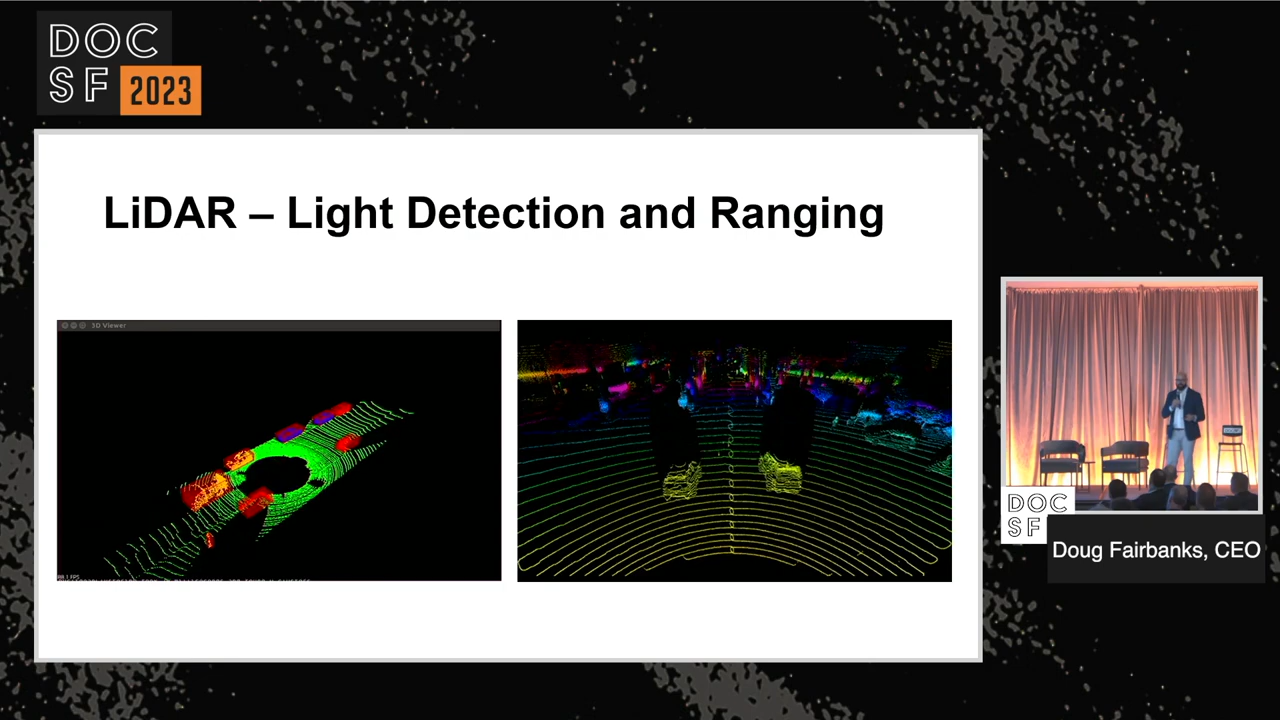 DOC
SF 2023
LiDAR – Light Detection and Ranging
3D Viewer
DOC
SF
Doug Fairbanks, CEO